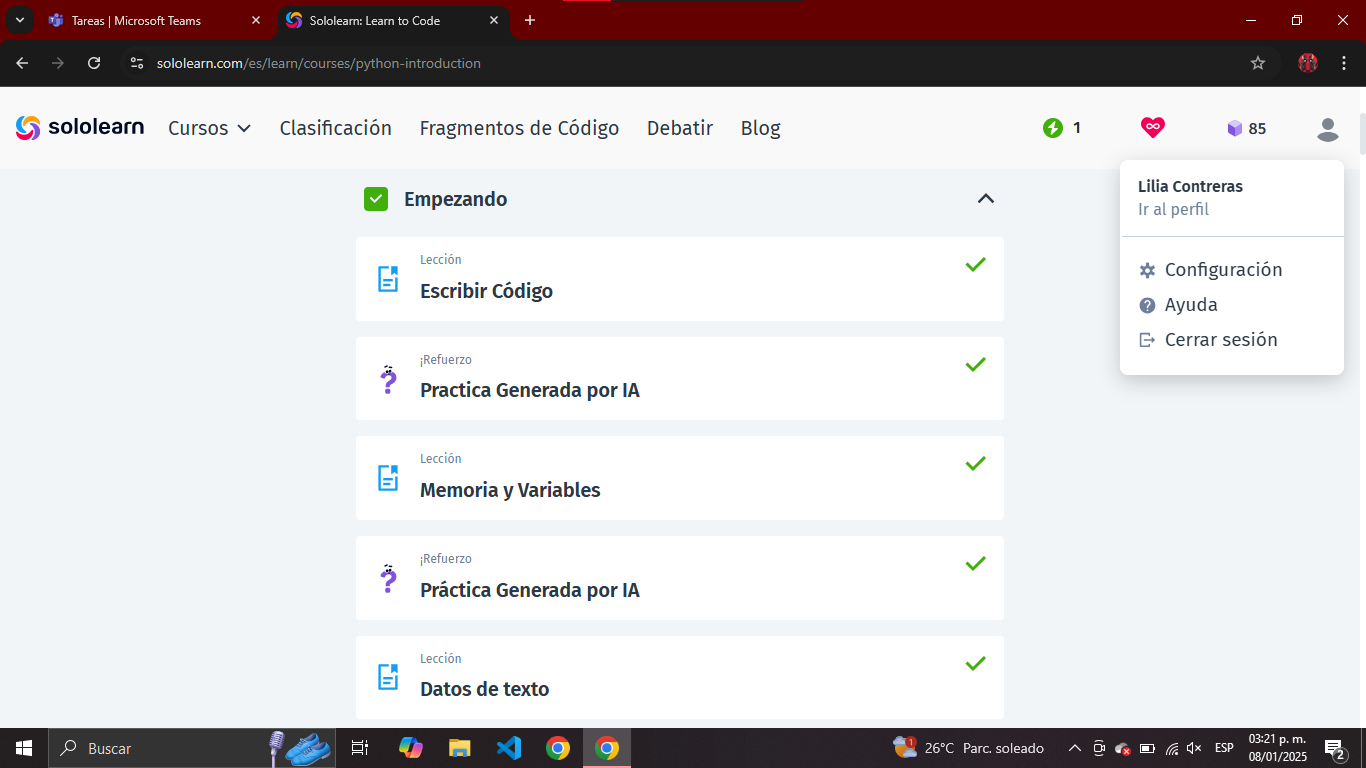 Tareas | Microsoft Teams
Sololearn: Learn to Code
sololearn.com/es/learn/courses/python-introduction
sololearn
Cursos
Clasificación
Fragmentos de Código
Debatir
Blog
1
85
Lilia Contreras
Ir al perfil
Configuración
Ayuda
Cerrar sesión
Empezando
Lección
Escribir Código
¡Refuerzo
Practica Generada por IA
Lección
Memoria y Variables
¡Refuerzo
Práctica Generada por IA
Lección
Datos de texto
Buscar
1
26°C Parc. soleado
ESP
03:21 p. m.
08/01/2025
2